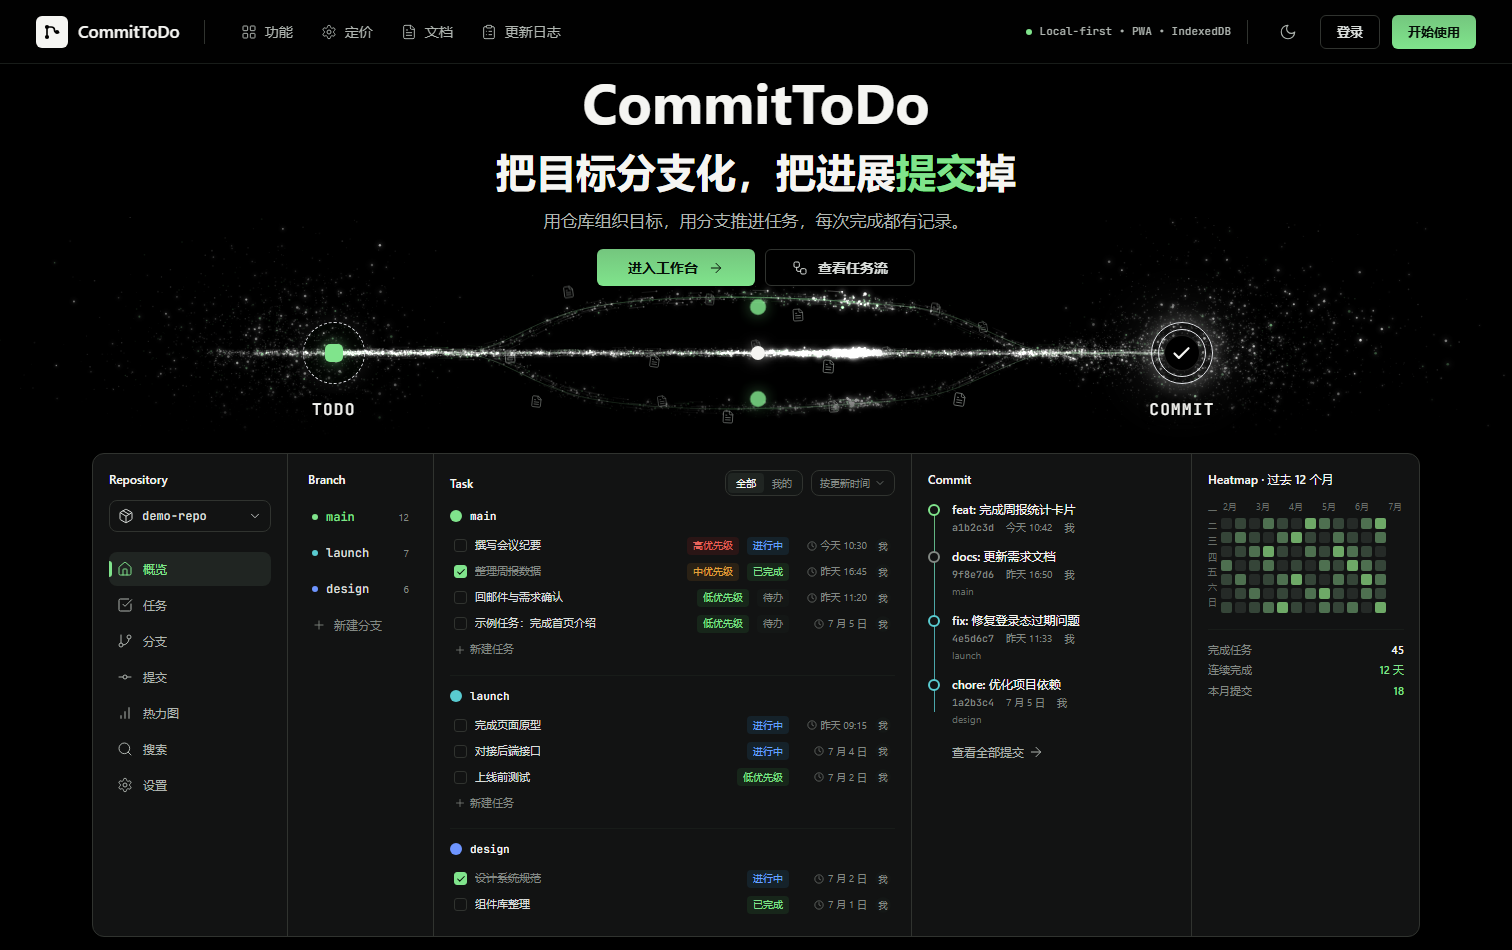 CommitToDo
功能
定价
文档
更新日志
Local-first • PWA • IndexedDB
登录
开始使用
CommitToDo
把目标分支化，把进展提交掉
用仓库组织目标，用分支推进任务，每次完成都有记录。
进入工作台
查看任务流
TODO
COMMIT
Repository
demo-repo
概览
任务
分支
提交
热力图
搜索
设置
Branch
main 12
launch 7
design 6
新建分支
Task
全部 我的 按更新时间
main
撰写会议纪要 高优先级 进行中 今天 10:30 我
整理周报数据 中优先级 已完成 昨天 16:45 我
回邮件与需求确认 低优先级 待办 昨天 11:20 我
示例任务：完成首页介绍 低优先级 待办 7 月 5 日 我
新建任务
launch
完成页面原型 进行中 昨天 09:15 我
对接后端接口 进行中 7 月 4 日 我
上线前测试 低优先级 7 月 2 日 我
新建任务
design
设计系统规范 进行中 7 月 2 日 我
组件库整理 已完成 7 月 1 日 我
Commit
feat: 完成周报统计卡片
a1b2c3d 今天 10:42 我
docs: 更新需求文档
9f8e7d6 昨天 16:50 我
main
fix: 修复登录态过期问题
4e5d6c7 昨天 11:33 我
launch
chore: 优化项目依赖
1a2b3c4 7 月 5 日 我
design
查看全部提交
Heatmap · 过去 12 个月
2月 3月 4月 5月 6月 7月
一
二
三
四
五
六
日
完成任务 45
连续完成 12 天
本月提交 18